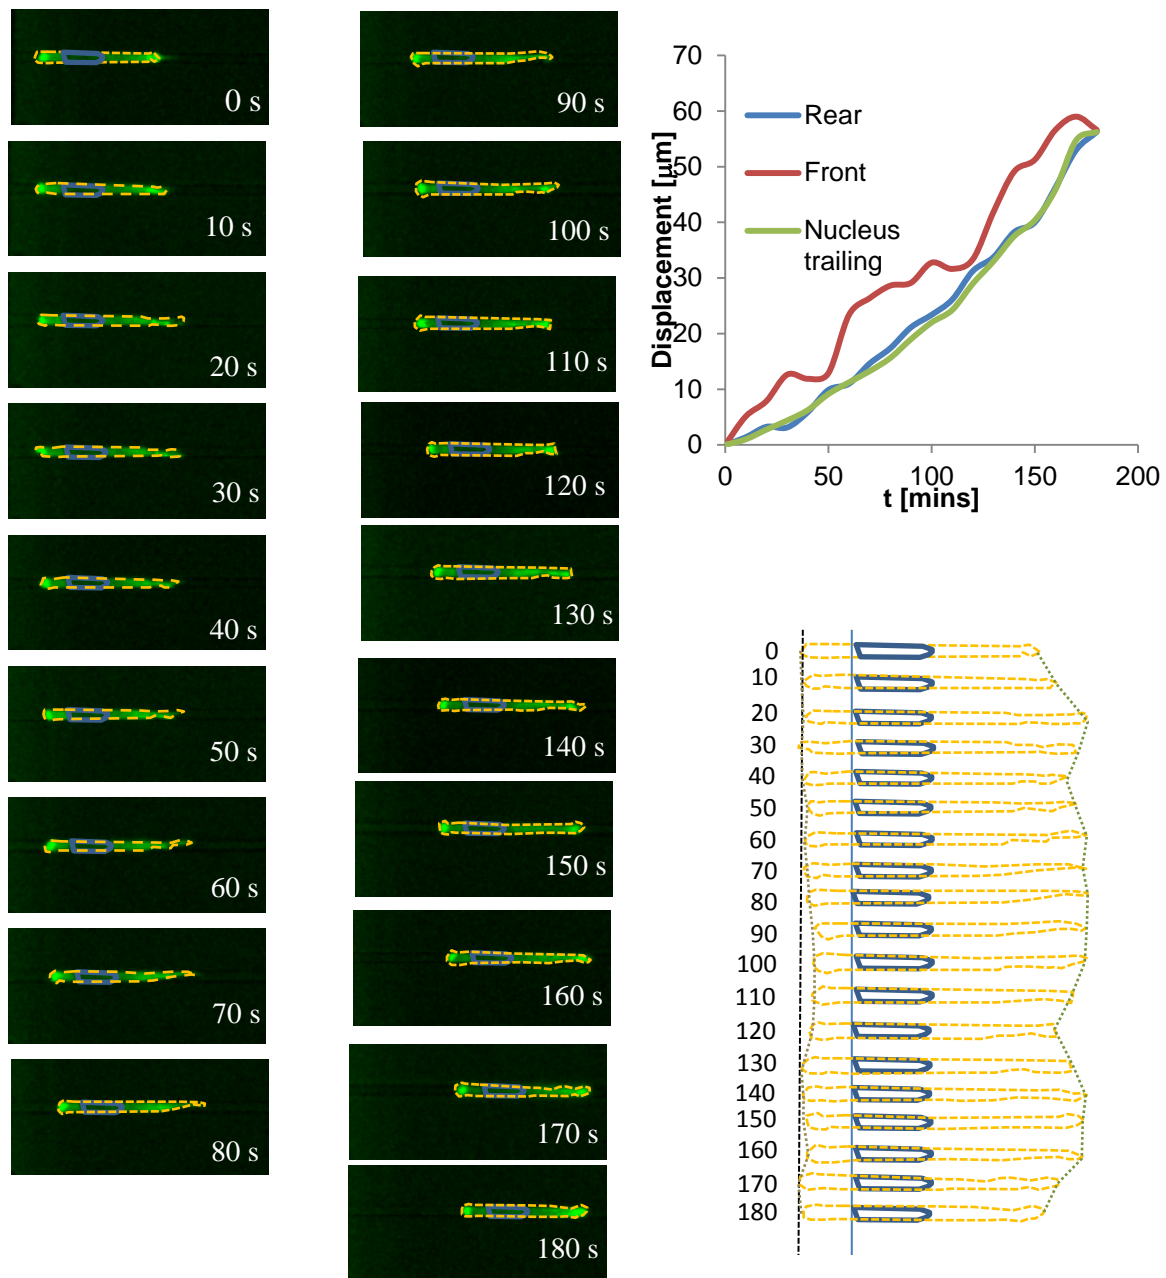 0 s
10 s
20 s
30 s
40 s
50 s
60 s
70 s
80 s
90 s
100 s
110 s
120 s
130 s
140 s
150 s
160 s
170 s
180 s
70
60
50
40
30
20
10
0
Displacement [µm]
Rear
Front
Nucleus
trailing
0 50 100 150 200
t [mins]
0
10
20
30
40
50
60
70
80
90
100
110
120
130
140
150
160
170
180